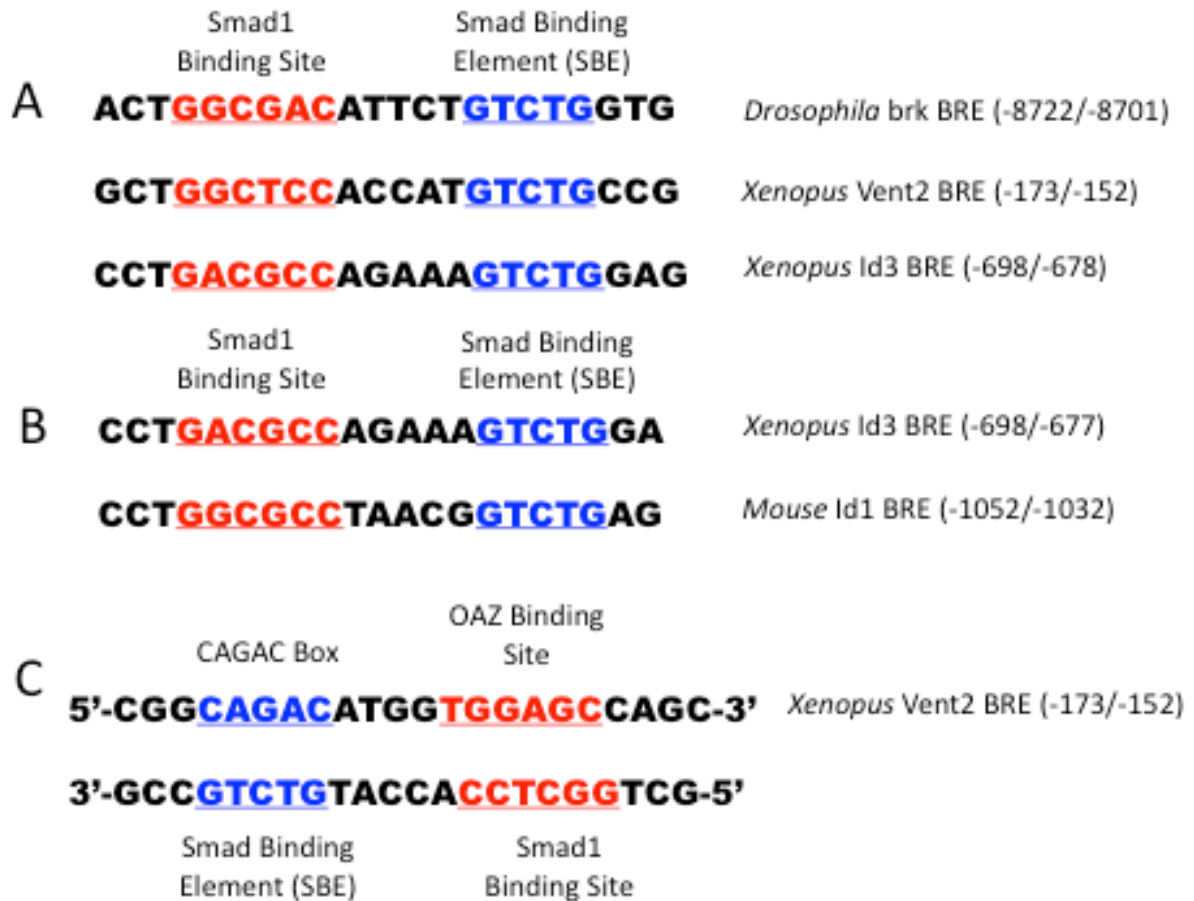 Smad1 Smad Binding
Binding Site Element (SBE)
A ACTGGCGACATTCTGTCTGGTG Drosophila brk BRE (-8722/-8701)
GCTGGCTCCACCATGTCTGCCG Xenopus Vent2 BRE (-173/-152)
CCTGACGCCAGAAAGTCTGGAG Xenopus Id3 BRE (-698/-678)
Smad1 Smad Binding
Binding Site Element (SBE)
B CCTGACGCCAGAAAGTCTGGA Xenopus Id3 BRE (-698/-677)
CCTGGCGCCTAACGGTCTGAG Mouse Id1 BRE (-1052/-1032)
OAZ Binding
CAGAC Box Site
C 5’-CGGCAGACATGGTGGAGCCAGC-3’ Xenopus Vent2 BRE (-173/-152)
3’-GCCGTCTGTACCACCTCGGTCG-5’
Smad Binding Smad1
Element (SBE) Binding Site